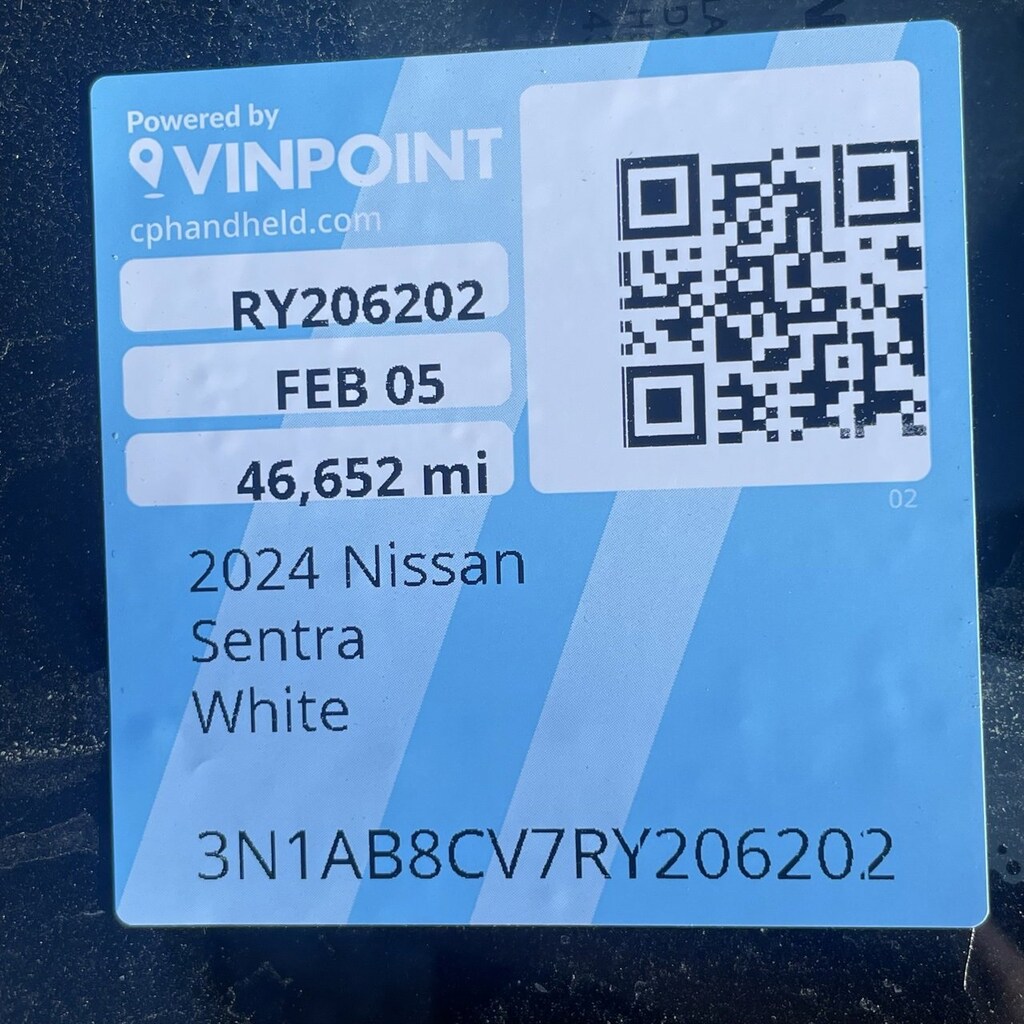 Powered by
VINPOINT
cphandheld.com
RY206202
FEB 05
46,652 mi
02
2024 Nissan
Sentra
White
3N1AB8CV7RY206202